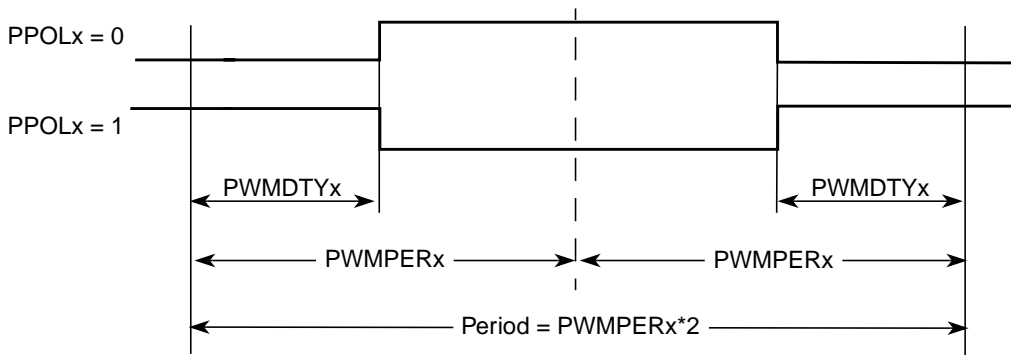 PPOLx = 0
PPOLx = 1
PWMDTYx
PWMDTYx
PWMPERx
PWMPERx
Period = PWMPERx*2